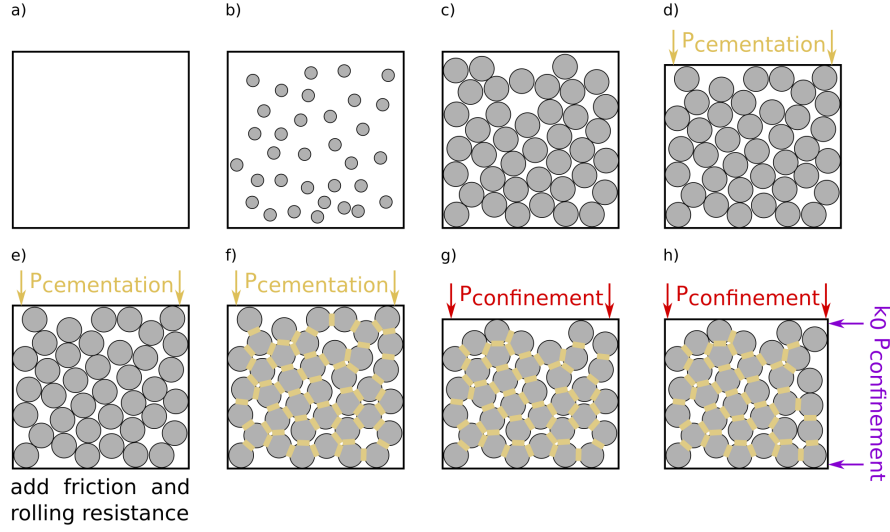 a)
b)
c)
d)
Pcementation
e)
f)
g)
h)
Pcementation
Pcementation
Pconfinement
Pconfinement
k0 Pconfinement
add friction and
rolling resistance